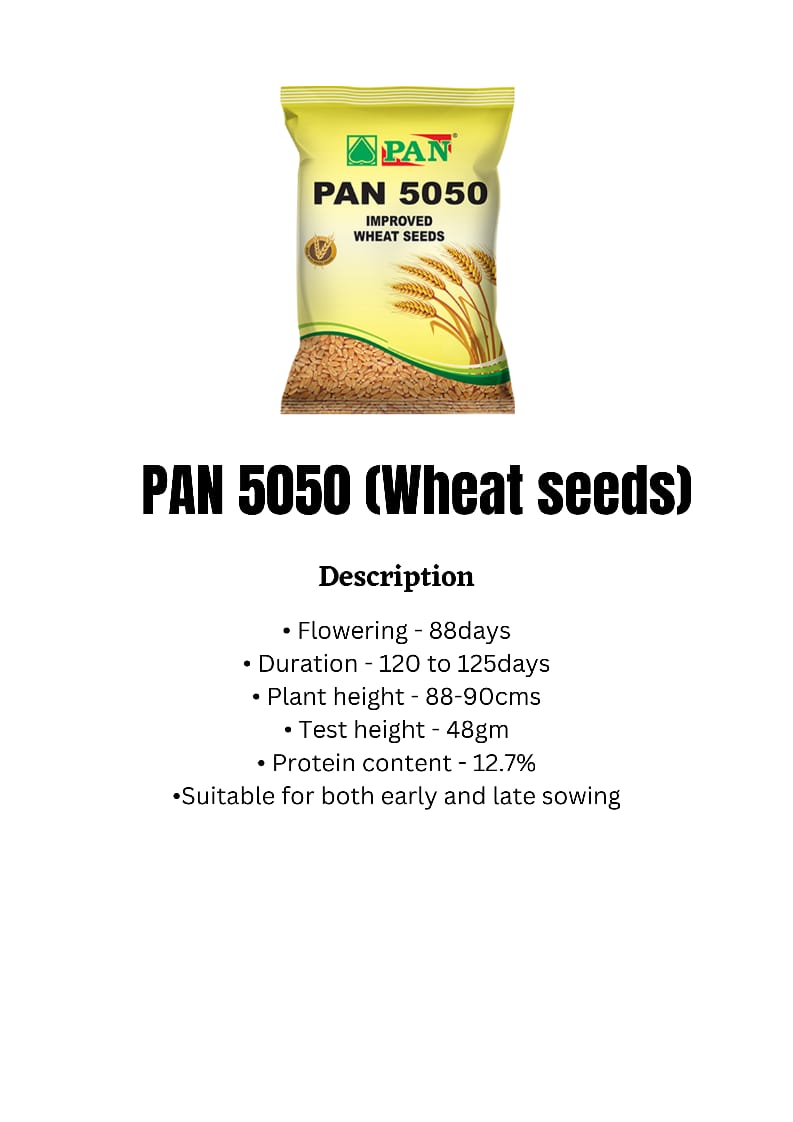 PAN®
PAN 5050
IMPROVED
WHEAT SEEDS
PAN 5050 (Wheat seeds)
Description
• Flowering - 88days
• Duration - 120 to 125days
• Plant height - 88-90cms
• Test height - 48gm
• Protein content - 12.7%
•Suitable for both early and late sowing